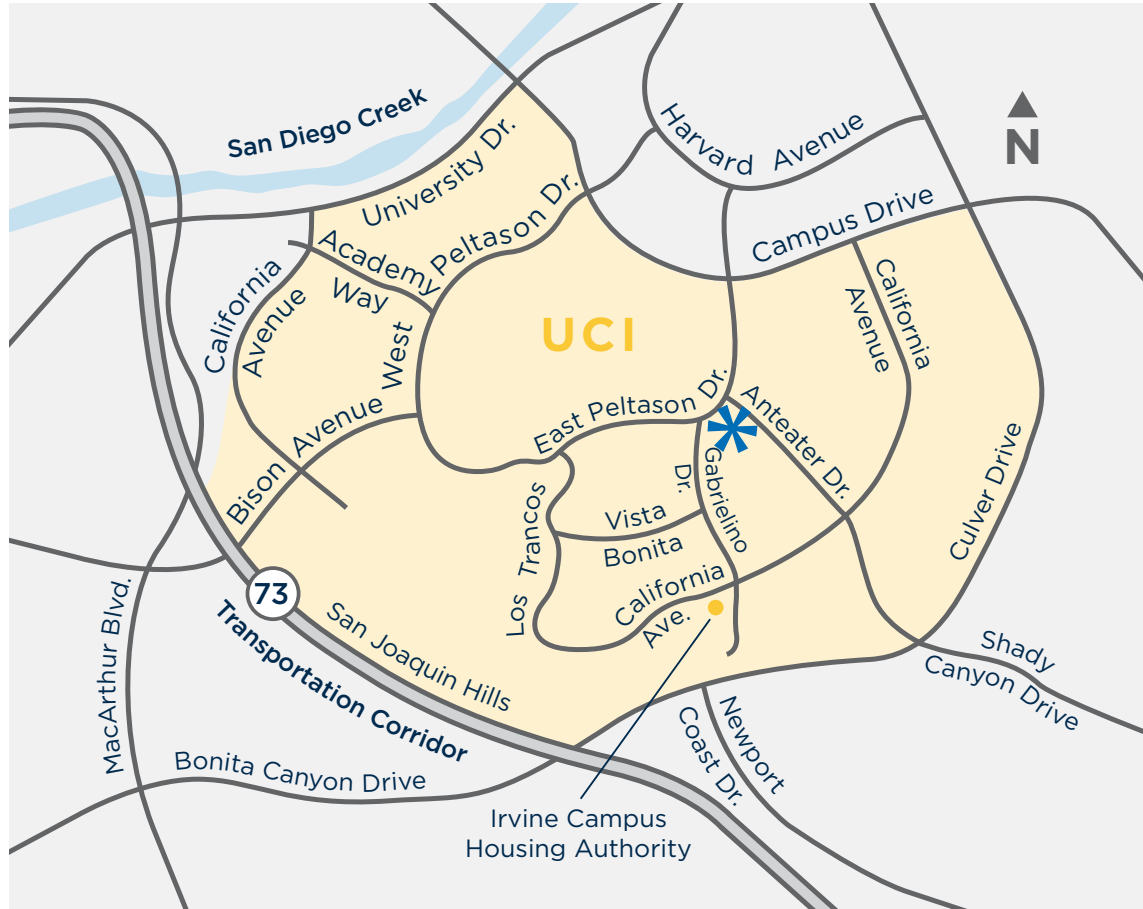 San Diego Creek
University Dr.
Harvard Avenue
N
Campus Drive
Academy
Way
West Peltason Dr.
California
Avenue
California
Avenue
UCI
Bison Avenue
East Peltason Dr.
Anteater Dr.
Gabrielino
Dr.
Culver Drive
Los Trancos
Vista
Bonita
California
Ave.
73
San Joaquin Hills
Transportation Corridor
MacArthur Blvd.
Shady
Canyon Drive
Newport
Coast Dr.
Bonita Canyon Drive
Irvine Campus
Housing Authority